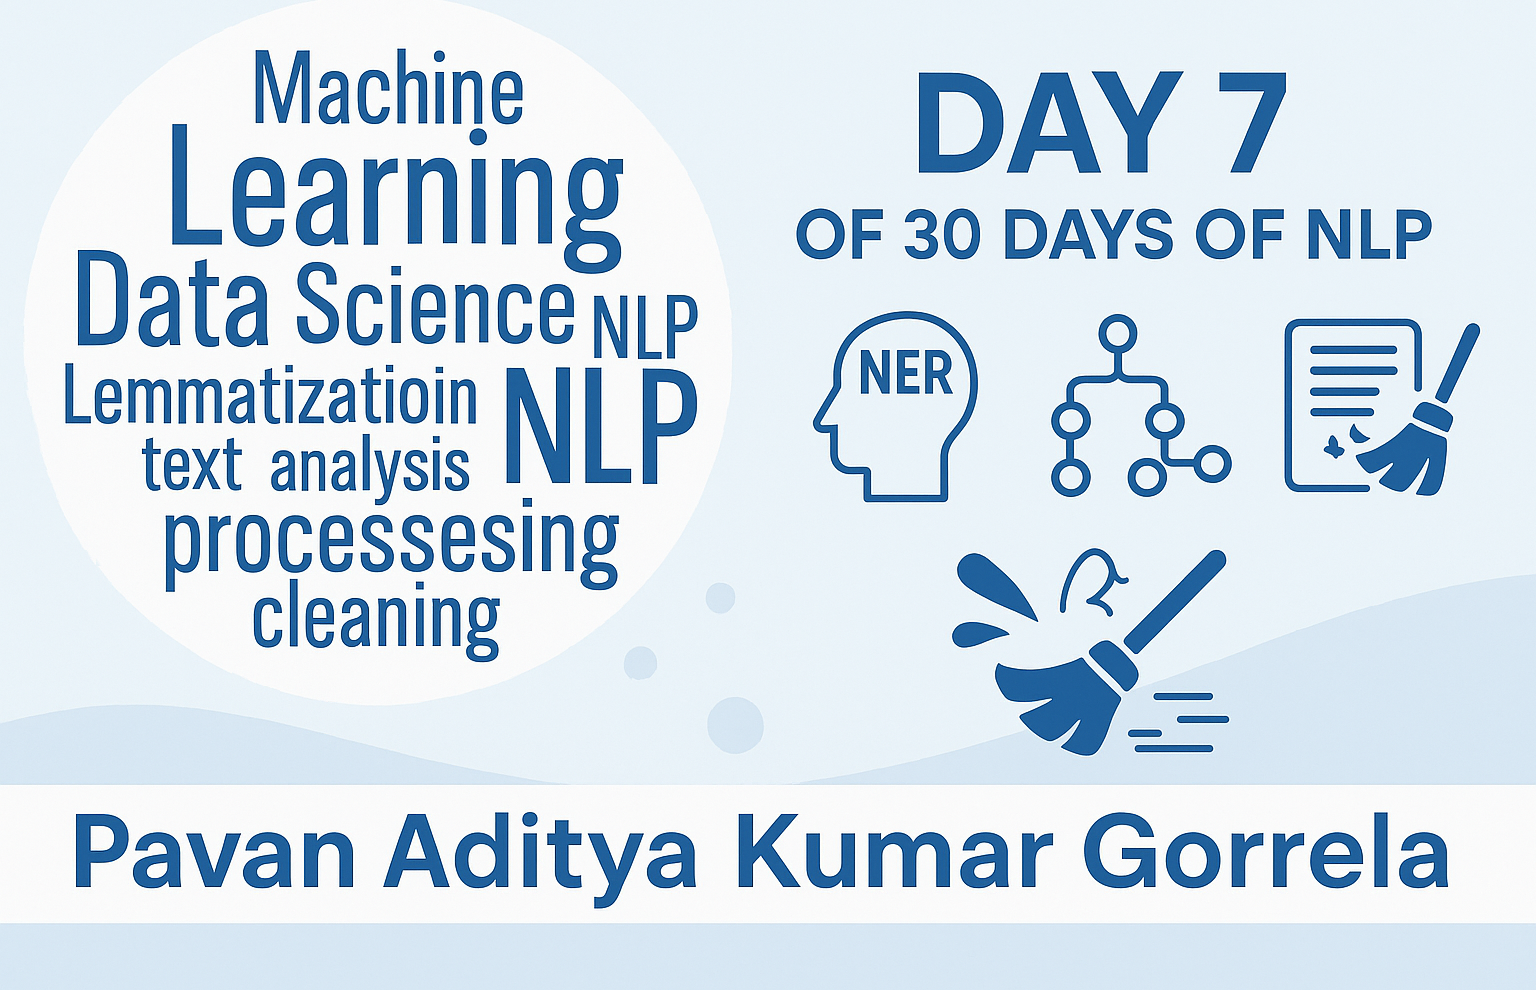 Machine
Learning
Data Science NLP
Lemmatizatioin NLP
text analysis
processesing
cleaning
DAY 7
OF 30 DAYS OF NLP
NER
Pavan Aditya Kumar Gorrela